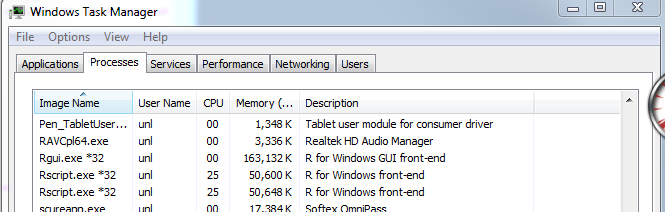 Windows Task Manager
File Options View Help
Applications Processes Services Performance Networking Users
Image Name User Name CPU Memory (... Description
Pen_TabletUser... unl 00 1,348 K Tablet user module for consumer driver
RAVCpl64.exe unl 00 3,336 K Realtek HD Audio Manager
Rgui.exe *32 unl 00 163,132 K R for Windows GUI front-end
Rscript.exe *32 unl 25 50,600 K R for Windows front-end
Rscript.exe *32 unl 25 50,648 K R for Windows front-end
scureapp.exe unl 00 17,384 K Softex OmniPass